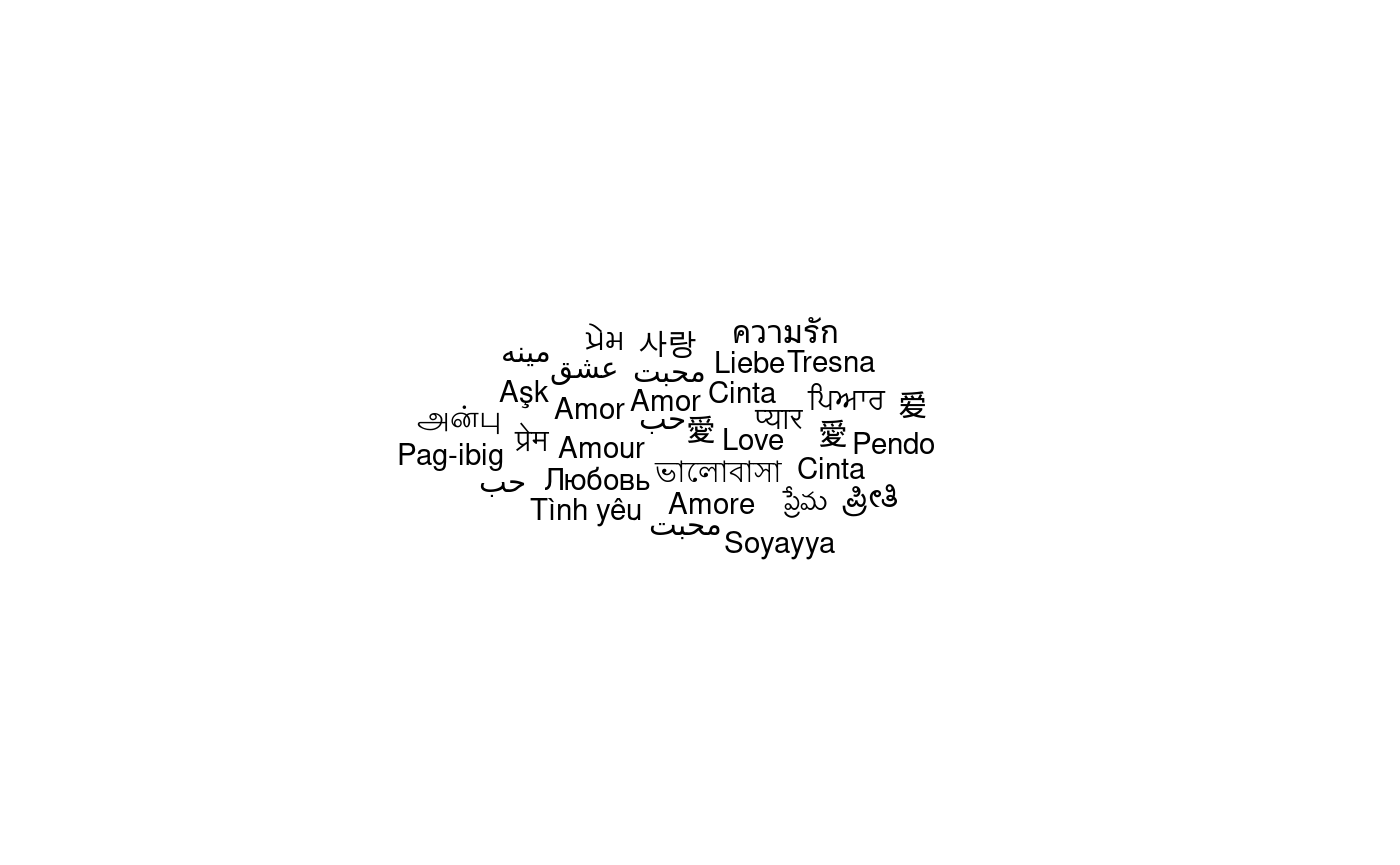 ความรัก
પ્રેમ 사랑
مينه عشق محبت Liebe Tresna
Aşk Amor Amor Cinta ਪਿਆਰ 爱
அன்பு حب 愛 प्यार 愛
Pag-ibig प्रेम Amour Love Pendo
حب Любовь ভালোবাসা Cinta
Tình yêu Amore ప్రేమ ಪ್ರೀತಿ
محبت Soyayya